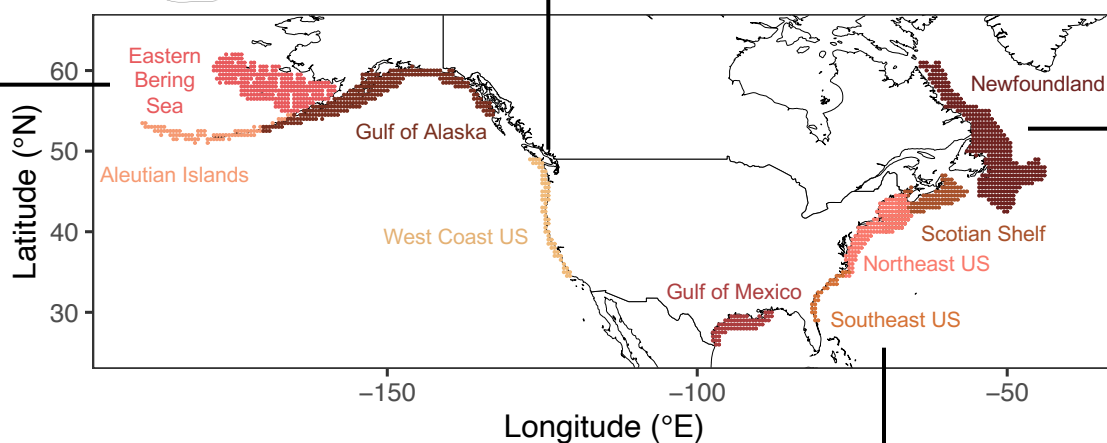 Eastern
Bering
Sea
Newfoundland
Gulf of Alaska
Aleutian Islands
West Coast US
Scotian Shelf
Northeast US
Gulf of Mexico
Southeast US
60
50
40
30
Latitude (°N)
−150
−100
−50
Longitude (°E)